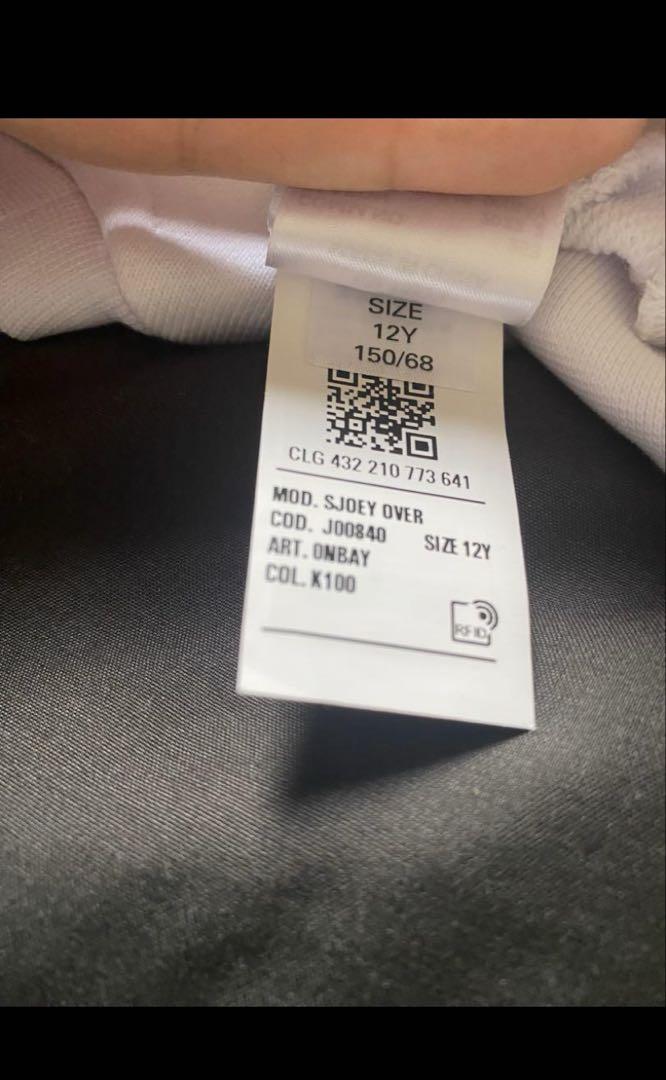 SIZE
12Y
150/68
CLG 432 210 773 641
MOD. SJOEY OVER
COD. J00840 SIZE 12Y
ART. 0NBAY
COL. K100
RFID